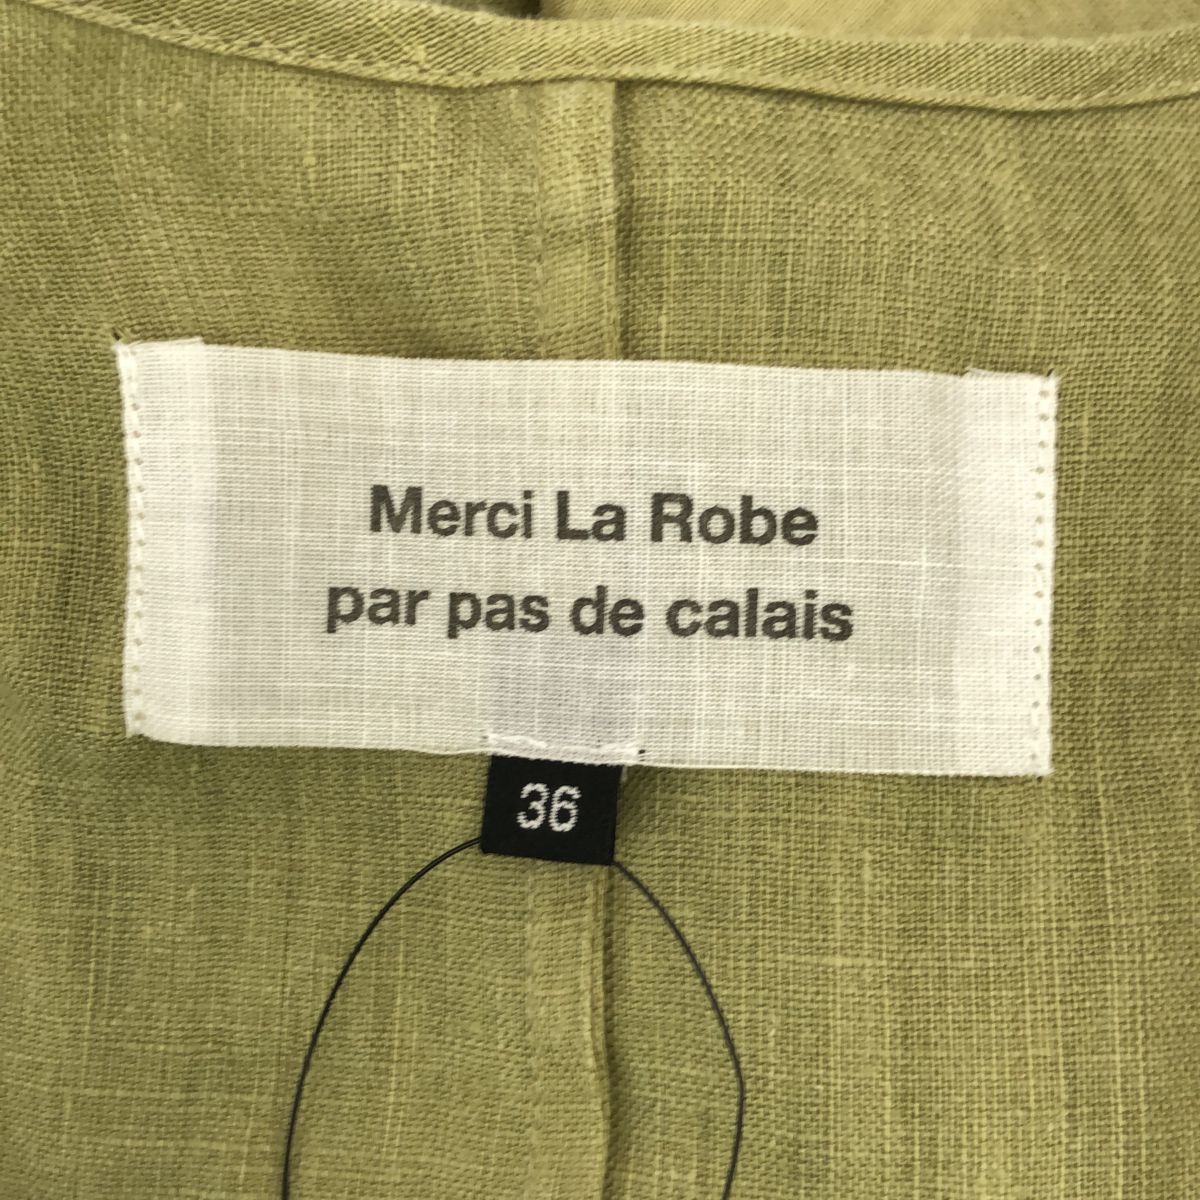 Merci La Robe
par pas de calais
36